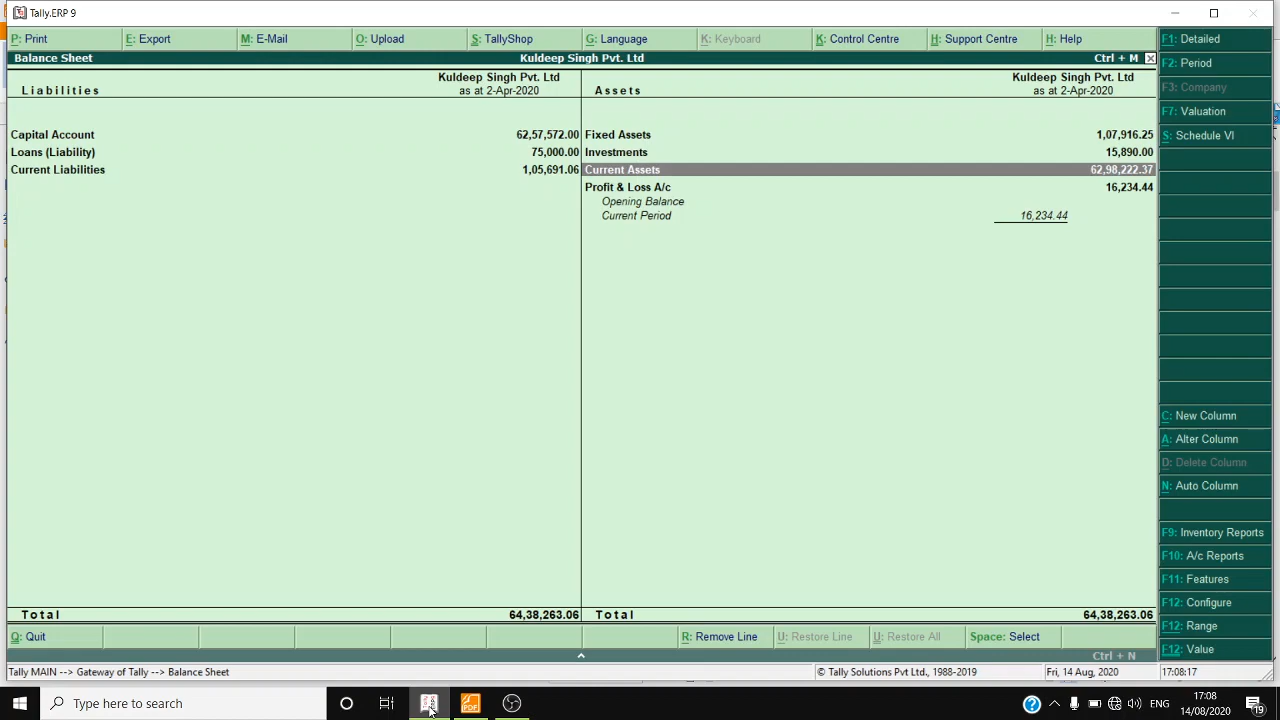 Tally.ERP 9
P: Print E: Export M: E-Mail O: Upload S: TallyShop G: Language K: Keyboard K: Control Centre H: Support Centre H: Help
Balance Sheet Kuldeep Singh Pvt. Ltd Ctrl + M
Liabilities Kuldeep Singh Pvt. Ltd as at 2-Apr-2020
Capital Account 62,57,572.00
Loans (Liability) 75,000.00
Current Liabilities 1,05,691.06
Total 64,38,263.06
Assets Kuldeep Singh Pvt. Ltd as at 2-Apr-2020
Fixed Assets 1,07,916.25
Investments 15,890.00
Current Assets 62,98,222.37
Profit & Loss A/c 16,234.44
Opening Balance
Current Period 16,234.44
Total 64,38,263.06
F1: Detailed
F2: Period
F3: Company
F7: Valuation
S: Schedule VI
C: New Column
A: Alter Column
D: Delete Column
N: Auto Column
F9: Inventory Reports
F10: A/c Reports
F11: Features
F12: Configure
F12: Range
F12: Value
Q: Quit R: Remove Line U: Restore Line U: Restore All Space: Select
Ctrl + N
Tally MAIN --> Gateway of Tally --> Balance Sheet © Tally Solutions Pvt Ltd., 1988-2019 Fri, 14 Aug, 2020 17:08:17
Type here to search
PDF
ENG
17:08
14/08/2020
19